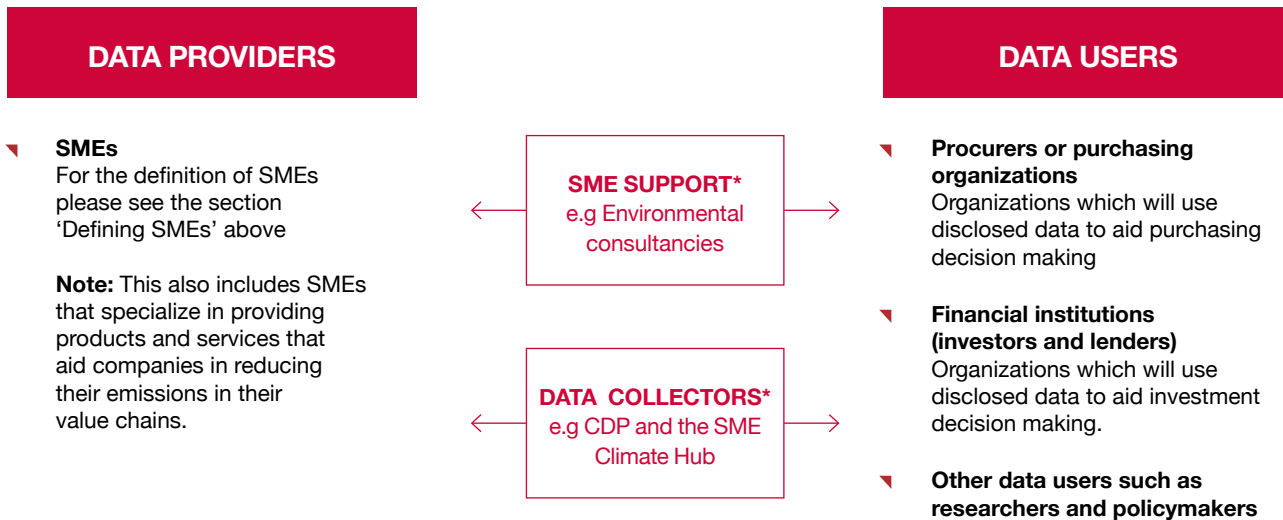 DATA PROVIDERS
SMEs
For the definition of SMEs
please see the section
‘Defining SMEs’ above
Note: This also includes SMEs
that specialize in providing
products and services that
aid companies in reducing
their emissions in their
value chains.
SME SUPPORT*
e.g Environmental
consultancies
DATA COLLECTORS*
e.g CDP and the SME
Climate Hub
DATA USERS
Procurers or purchasing
organizations
Organizations which will use
disclosed data to aid purchasing
decision making
Financial institutions
(investors and lenders)
Organizations which will use
disclosed data to aid investment
decision making.
Other data users such as
researchers and policymakers